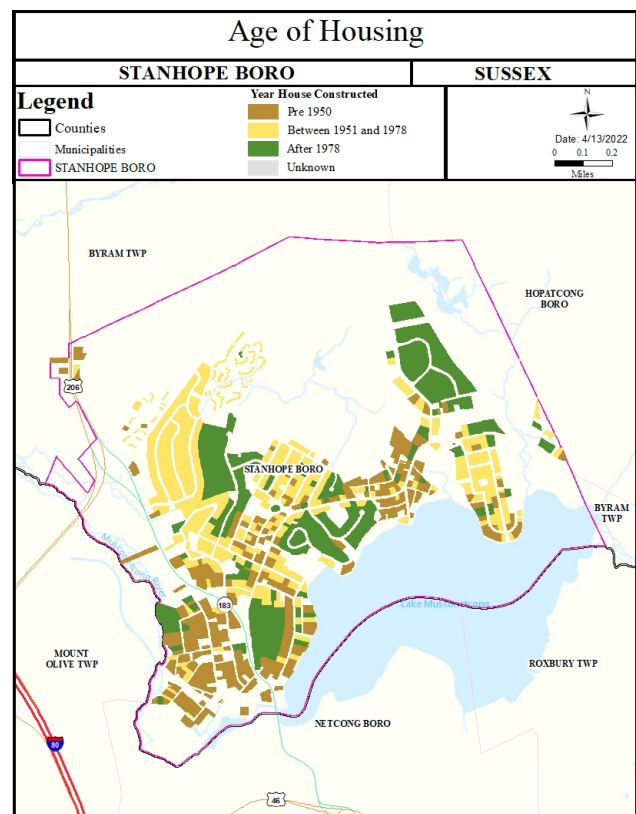 Age of Housing
STANHOPE BORO
SUSSEX
Legend
Counties
Municipalities
STANHOPE BORO
Year House Constructed
Pre 1950
Between 1951 and 1978
After 1978
Unknown
N
Date: 4/13/2022
0 0.1 0.2
Miles
BYRAM TWP
HOPATCONG
BORO
206
STANHOPE BORO
BYRAM
TWP
Musconetcong River
183
Lake Musconetcong
MOUNT
OLIVE TWP
ROXBURY TWP
NETCONG BORO
80
46